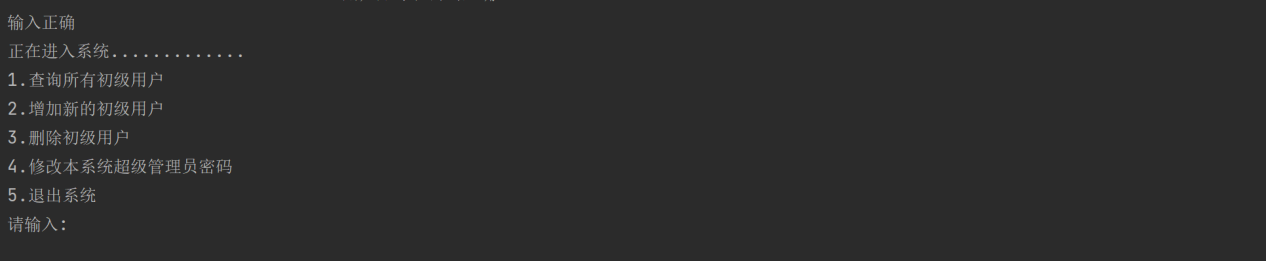 输入正确
正在进入系统.............
1.查询所有初级用户
2.增加新的初级用户
3.删除初级用户
4.修改本系统超级管理员密码
5.退出系统
请输入: